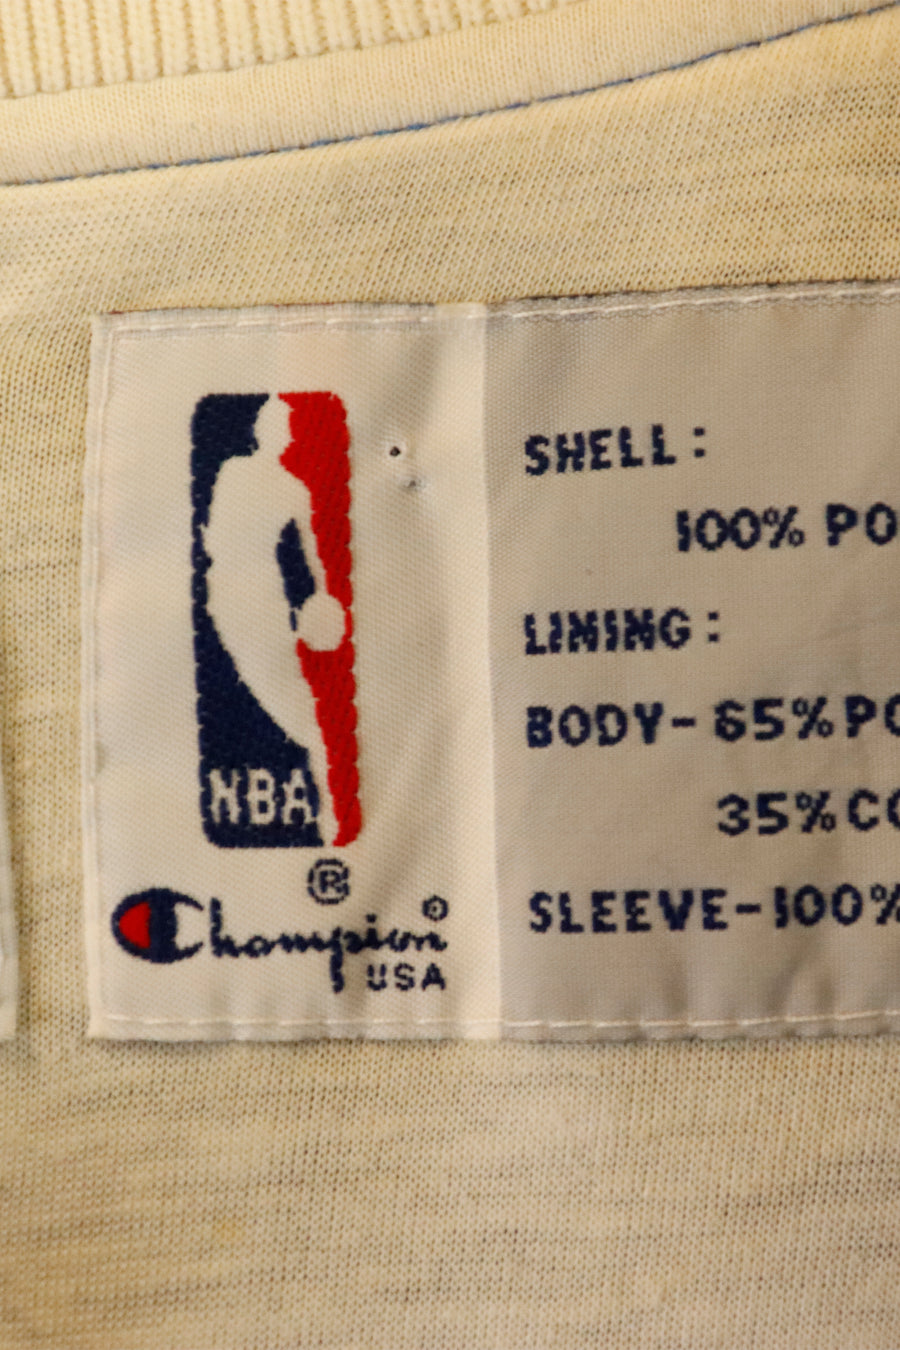 NBA
®
Champion ©
USA
SHELL:
100% PO
LINING:
BODY- 65% PO
35% CO
SLEEVE-100%